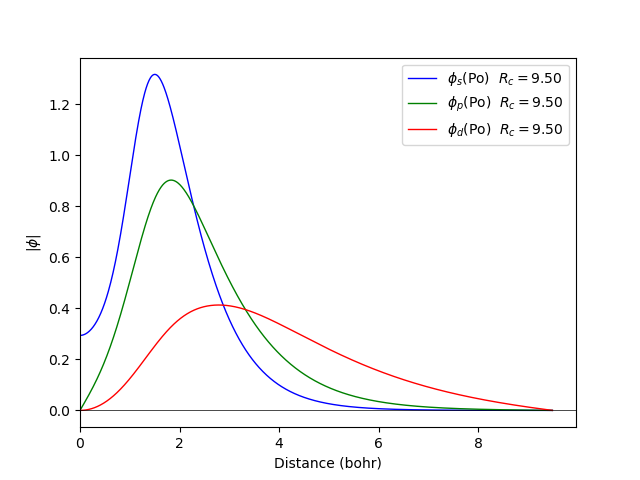 ϕs(Po) Rc = 9.50
ϕp(Po) Rc = 9.50
ϕd(Po) Rc = 9.50
|ϕ|
1.2
1.0
0.8
0.6
0.4
0.2
0.0
0 2 4 6 8
Distance (bohr)